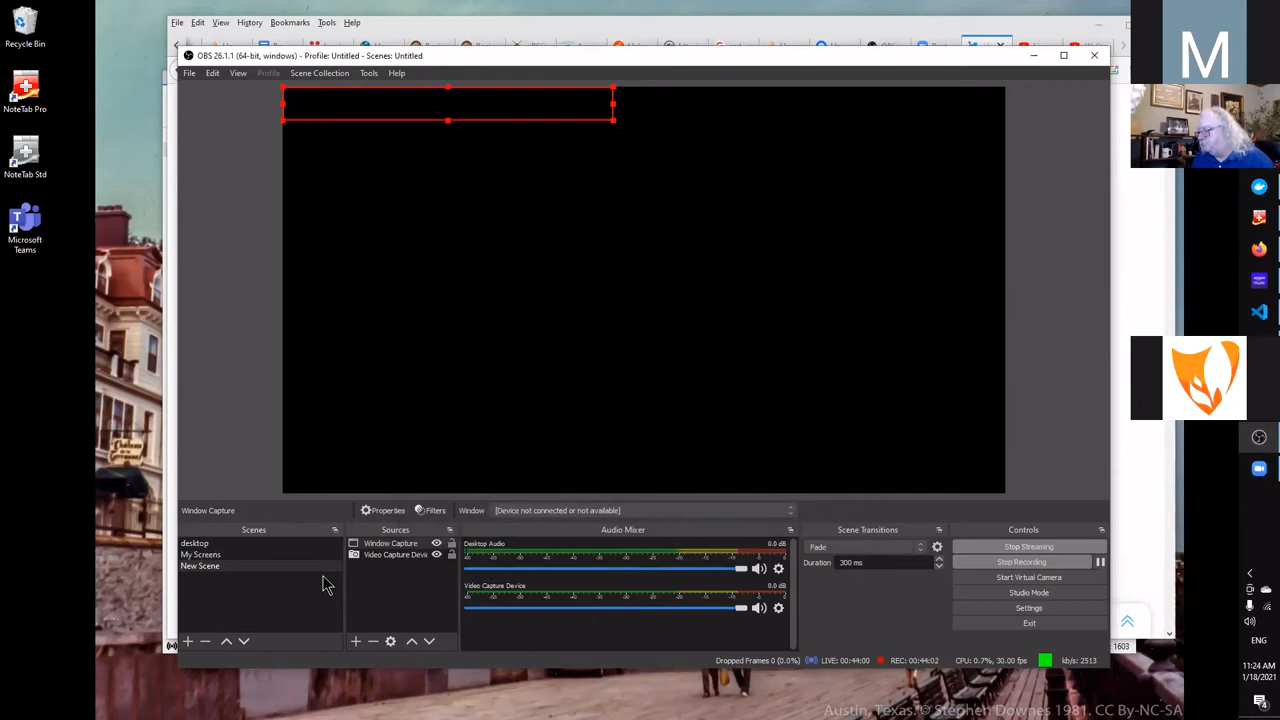 Recycle Bin
NoteTab Pro
NoteTab Std
Microsoft
Teams
File Edit View History Bookmarks Tools Help
OBS 26.1.1 (64-bit, windows) - Profile: Untitled - Scenes: Untitled
File Edit View Profile Scene Collection Tools Help
M
Window Capture Properties Filters Window [Device not connected or not available]
Scenes Sources Audio Mixer Scene Transitions Controls
desktop
My Screens
New Scene
Window Capture
Video Capture Devic
Desktop Audio 0.0 dB
Video Capture Device 0.0 dB
Fade
Duration 300 ms
Stop Streaming
Stop Recording
Start Virtual Camera
Studio Mode
Settings
Exit
Dropped Frames 0 (0.0%) LIVE: 00:44:00 REC: 00:44:02 CPU: 0.7%, 30.00 fps kb/s: 2513
1603
ENG
11:24 AM
1/18/2021
4
Austin, Texas. © Stephen Downes 1981. CC By-NC-SA